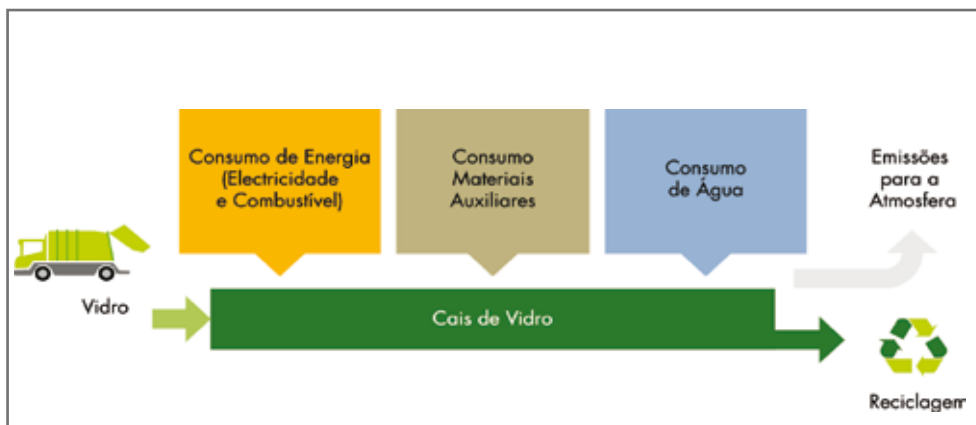 Consumo de Energia
(Electricidade
e Combustível)
Consumo
Materiais
Auxiliares
Consumo
de Água
Emissões
para a
Atmosfera
Vidro
Cais de Vidro
Reciclagem